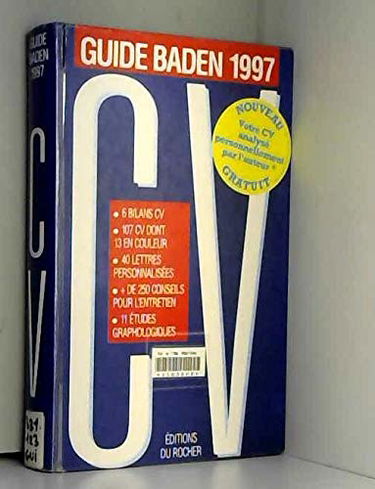 GUIDE
BADEN
1997
CV
GUIDE BADEN 1997
CV
NOUVEAU
Votre CV
analysé
personnellement
par l'auteur *
GRATUIT
• 6 BILANS CV
• 107 CV DONT
13 EN COULEUR
• 40 LETTRES
PERSONNALISÉES
• + DE 250 CONSEILS
POUR L'ENTRETIEN
• 11 ÉTUDES
GRAPHOLOGIQUES
ÉDITIONS
DU ROCHER
GUI